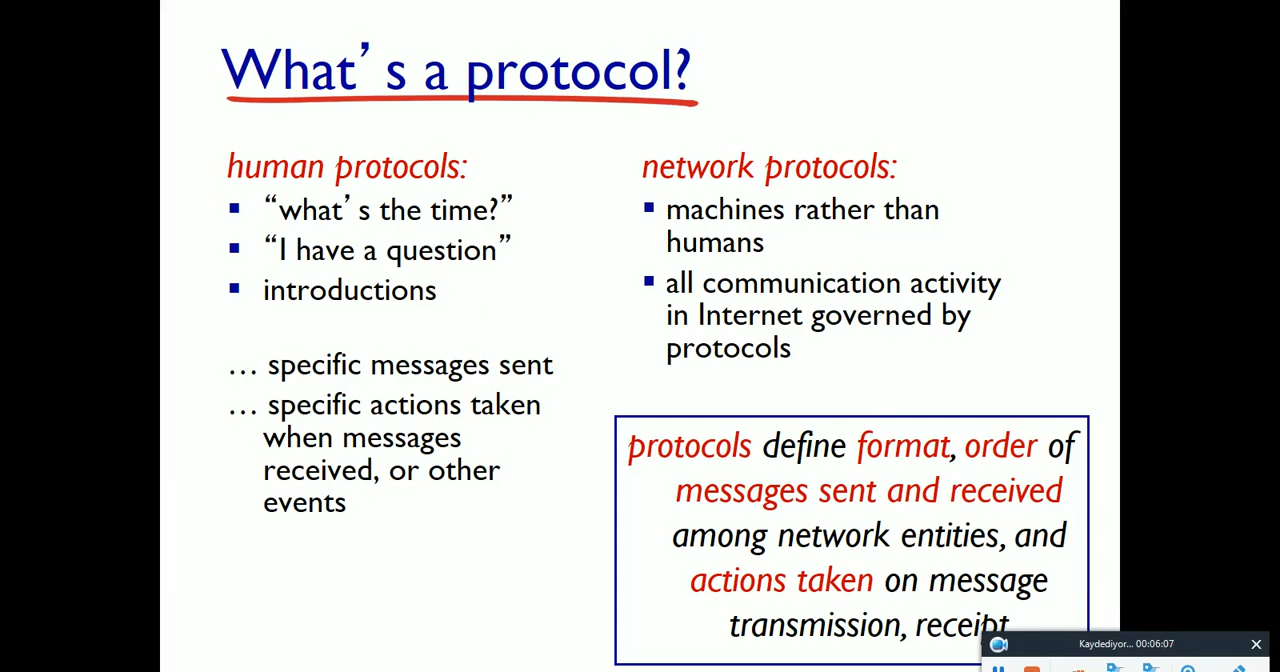 What's a protocol?
human protocols:
"what's the time?"
"I have a question"
introductions
… specific messages sent
… specific actions taken
when messages
received, or other
events
network protocols:
machines rather than
humans
all communication activity
in Internet governed by
protocols
protocols define format, order of
messages sent and received
among network entities, and
actions taken on message
transmission, receipt
Kaydediyor... 00:06:07